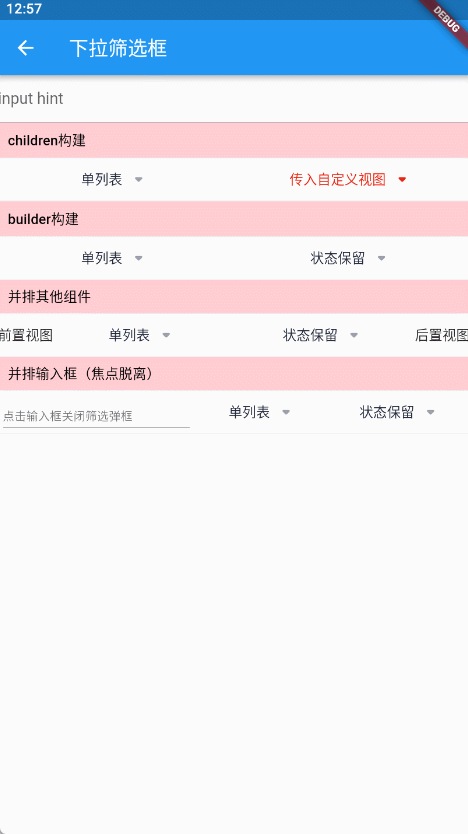 12:57
DEBUG
下拉筛选框
input hint
children构建
单列表 传入自定义视图
builder构建
单列表 状态保留
并排其他组件
前置视图 单列表 状态保留 后置视图
并排输入框（焦点脱离）
点击输入框关闭筛选弹框 单列表 状态保留